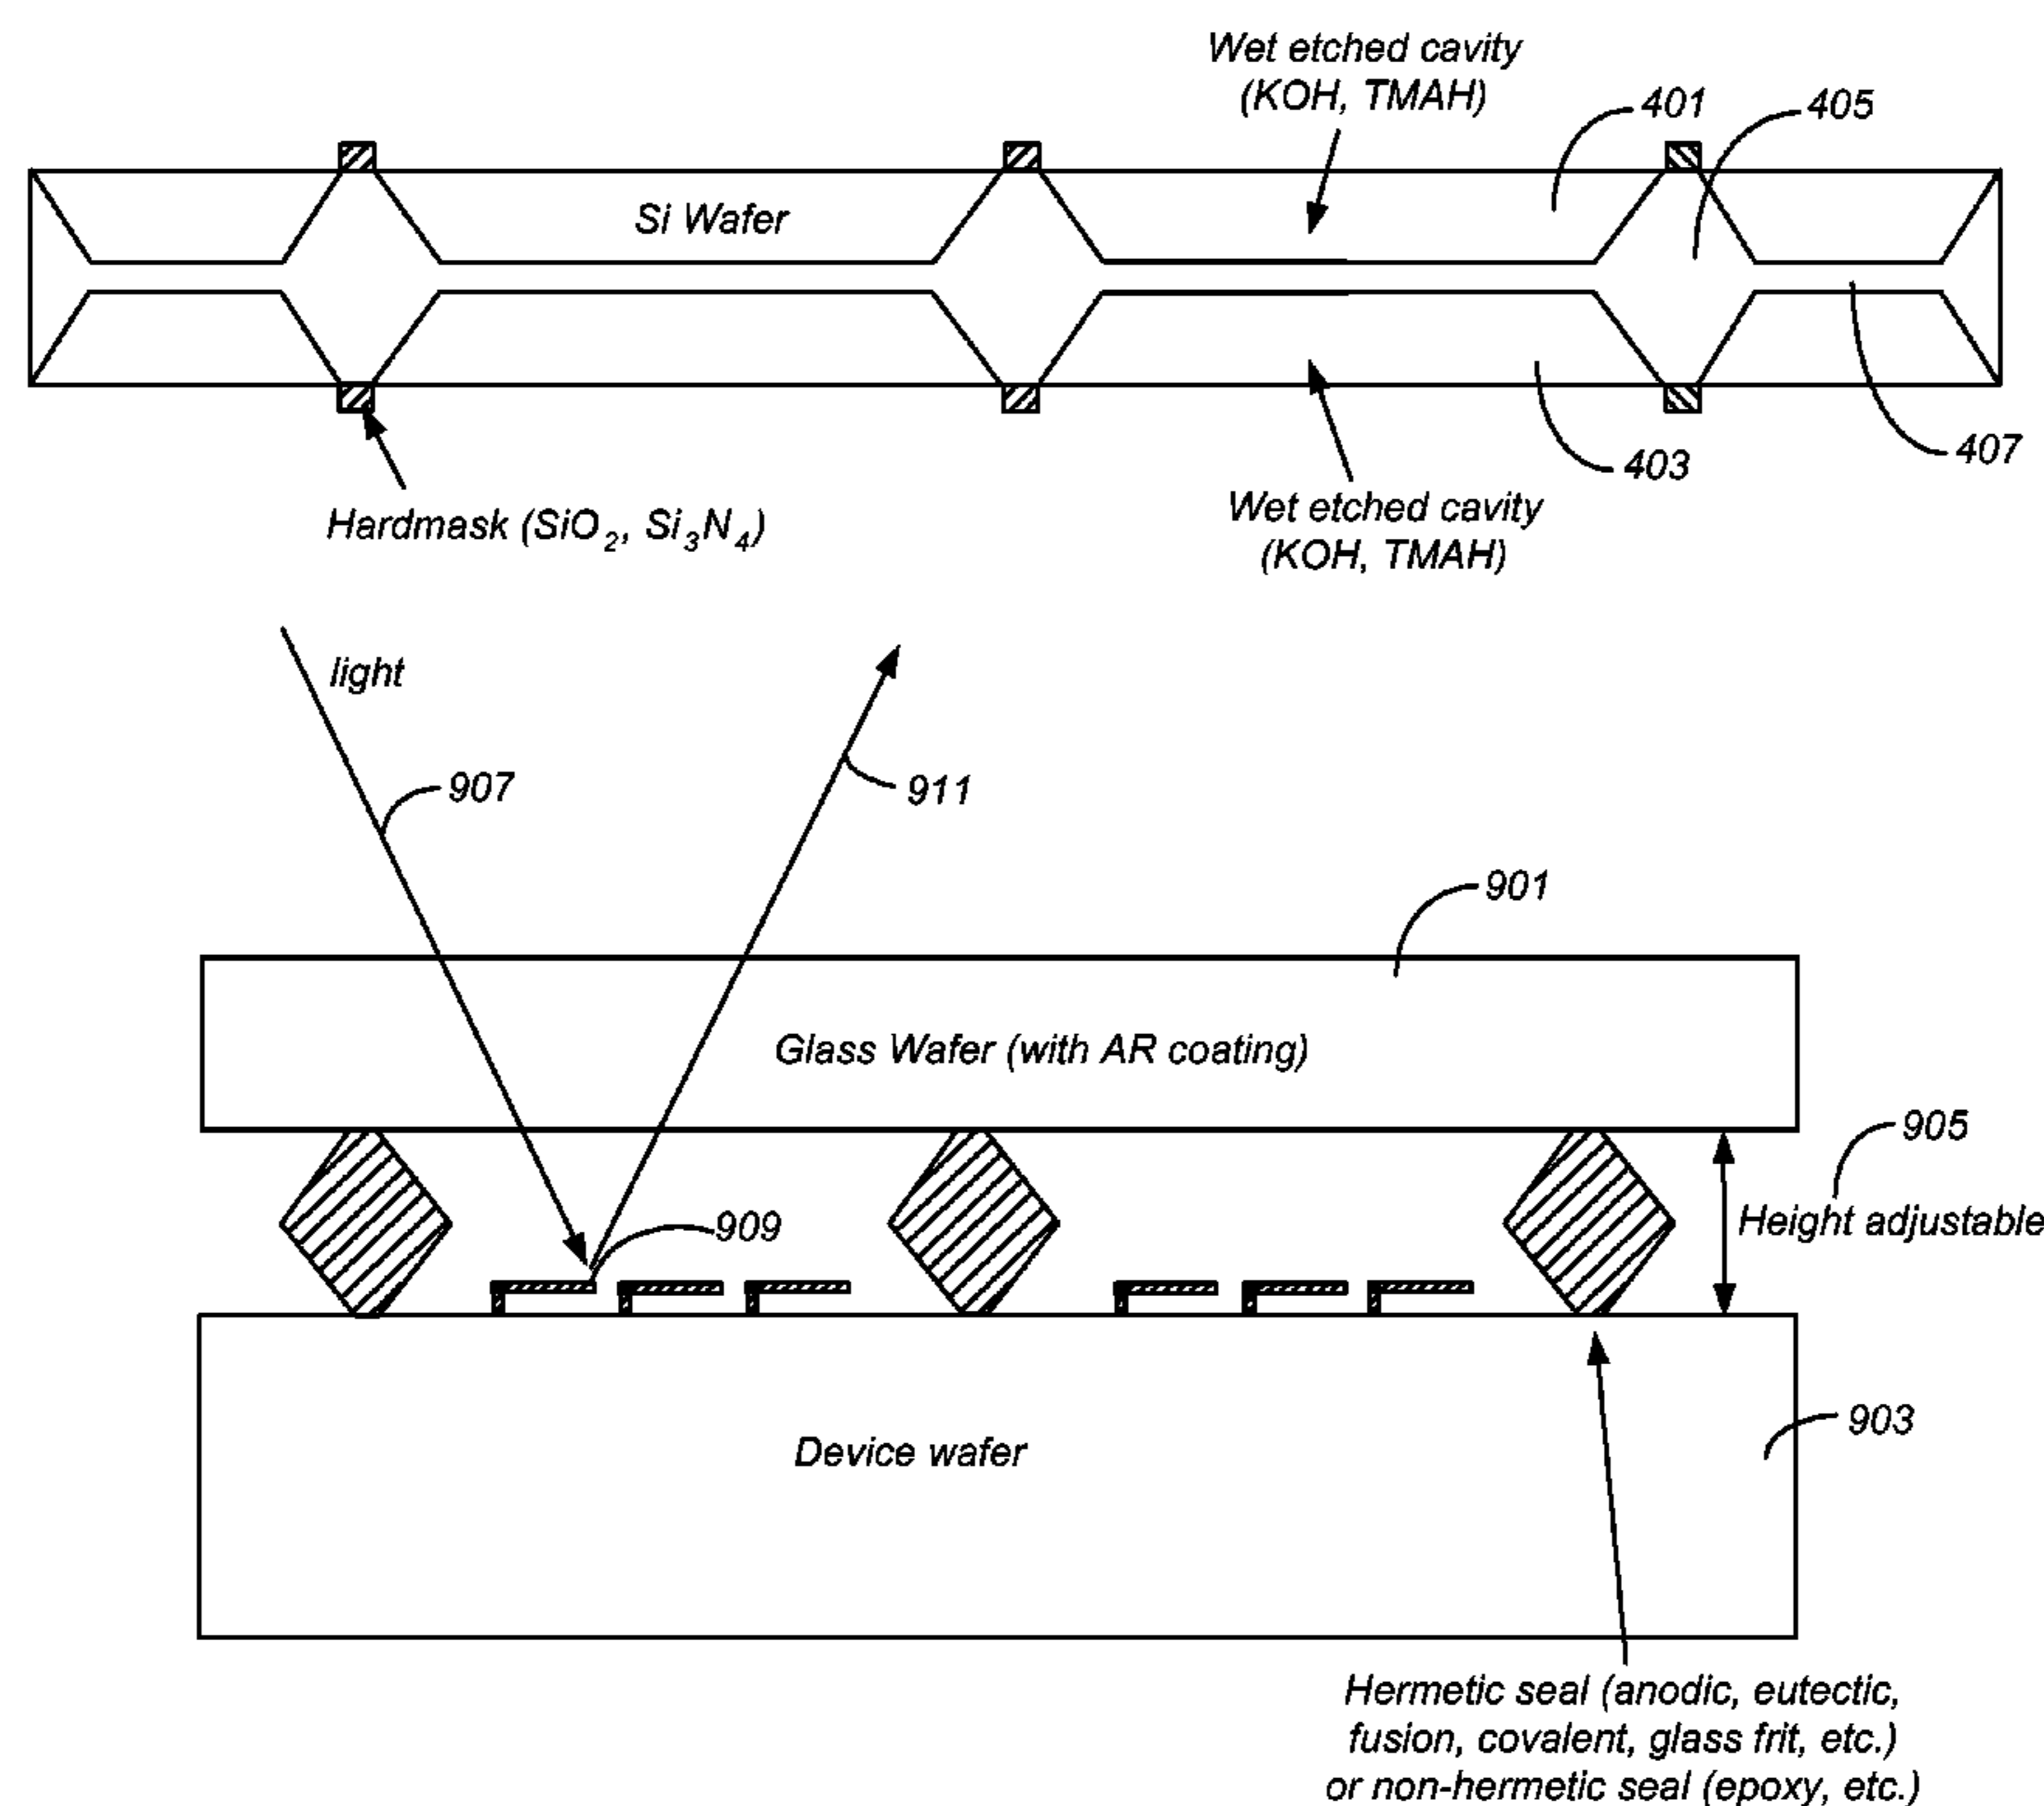 Wet etched cavity
(KOH, TMAH)
401
405
Si Wafer
407
403
Hardmask (SiO2, Si3N4)
Wet etched cavity
(KOH, TMAH)
light
907
911
901
Glass Wafer (with AR coating)
905
Height adjustable
909
903
Device wafer
Hermetic seal (anodic, eutectic,
fusion, covalent, glass frit, etc.)
or non-hermetic seal (epoxy, etc.)